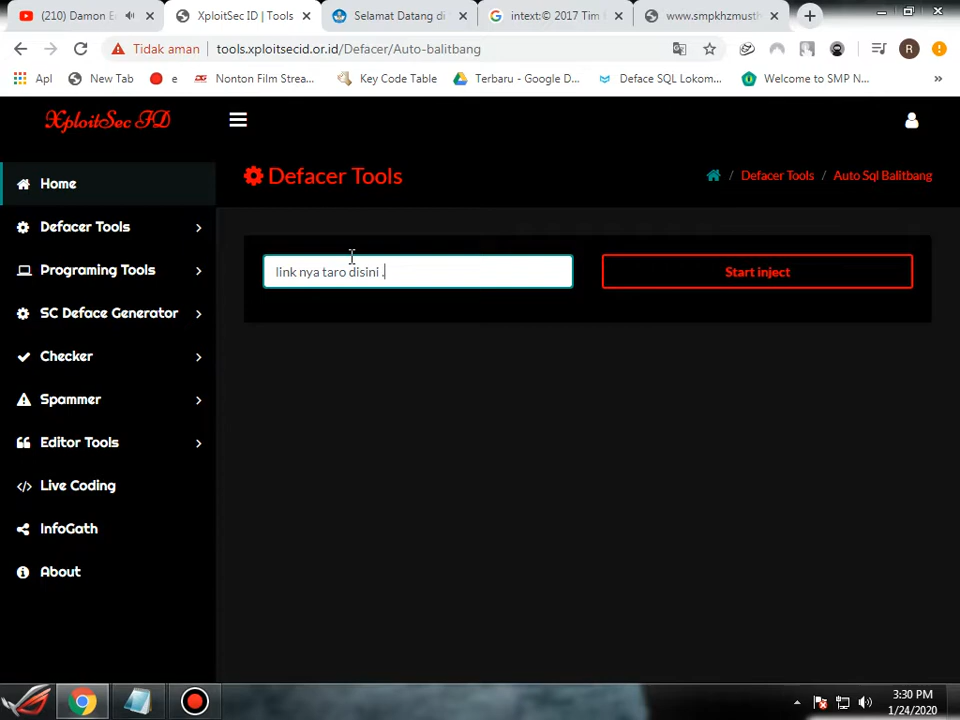 (210) Damon E
XploitSec ID | Tools
Selamat Datang di
intext:© 2017 Tim
www.smpkhzmusth
Tidak aman
tools.xploitsecid.or.id/Defacer/Auto-balitbang
R
Apl
New Tab
e
Nonton Film Strea...
Key Code Table
Terbaru - Google D...
Deface SQL Lokom...
Welcome to SMP N...
»
XploitSec ID
Home
Defacer Tools
Programing Tools
SC Deface Generator
Checker
Spammer
Editor Tools
Live Coding
InfoGath
About
Defacer Tools
/ Defacer Tools / Auto Sql Balitbang
link nya taro disini .
Start inject
3:30 PM
1/24/2020